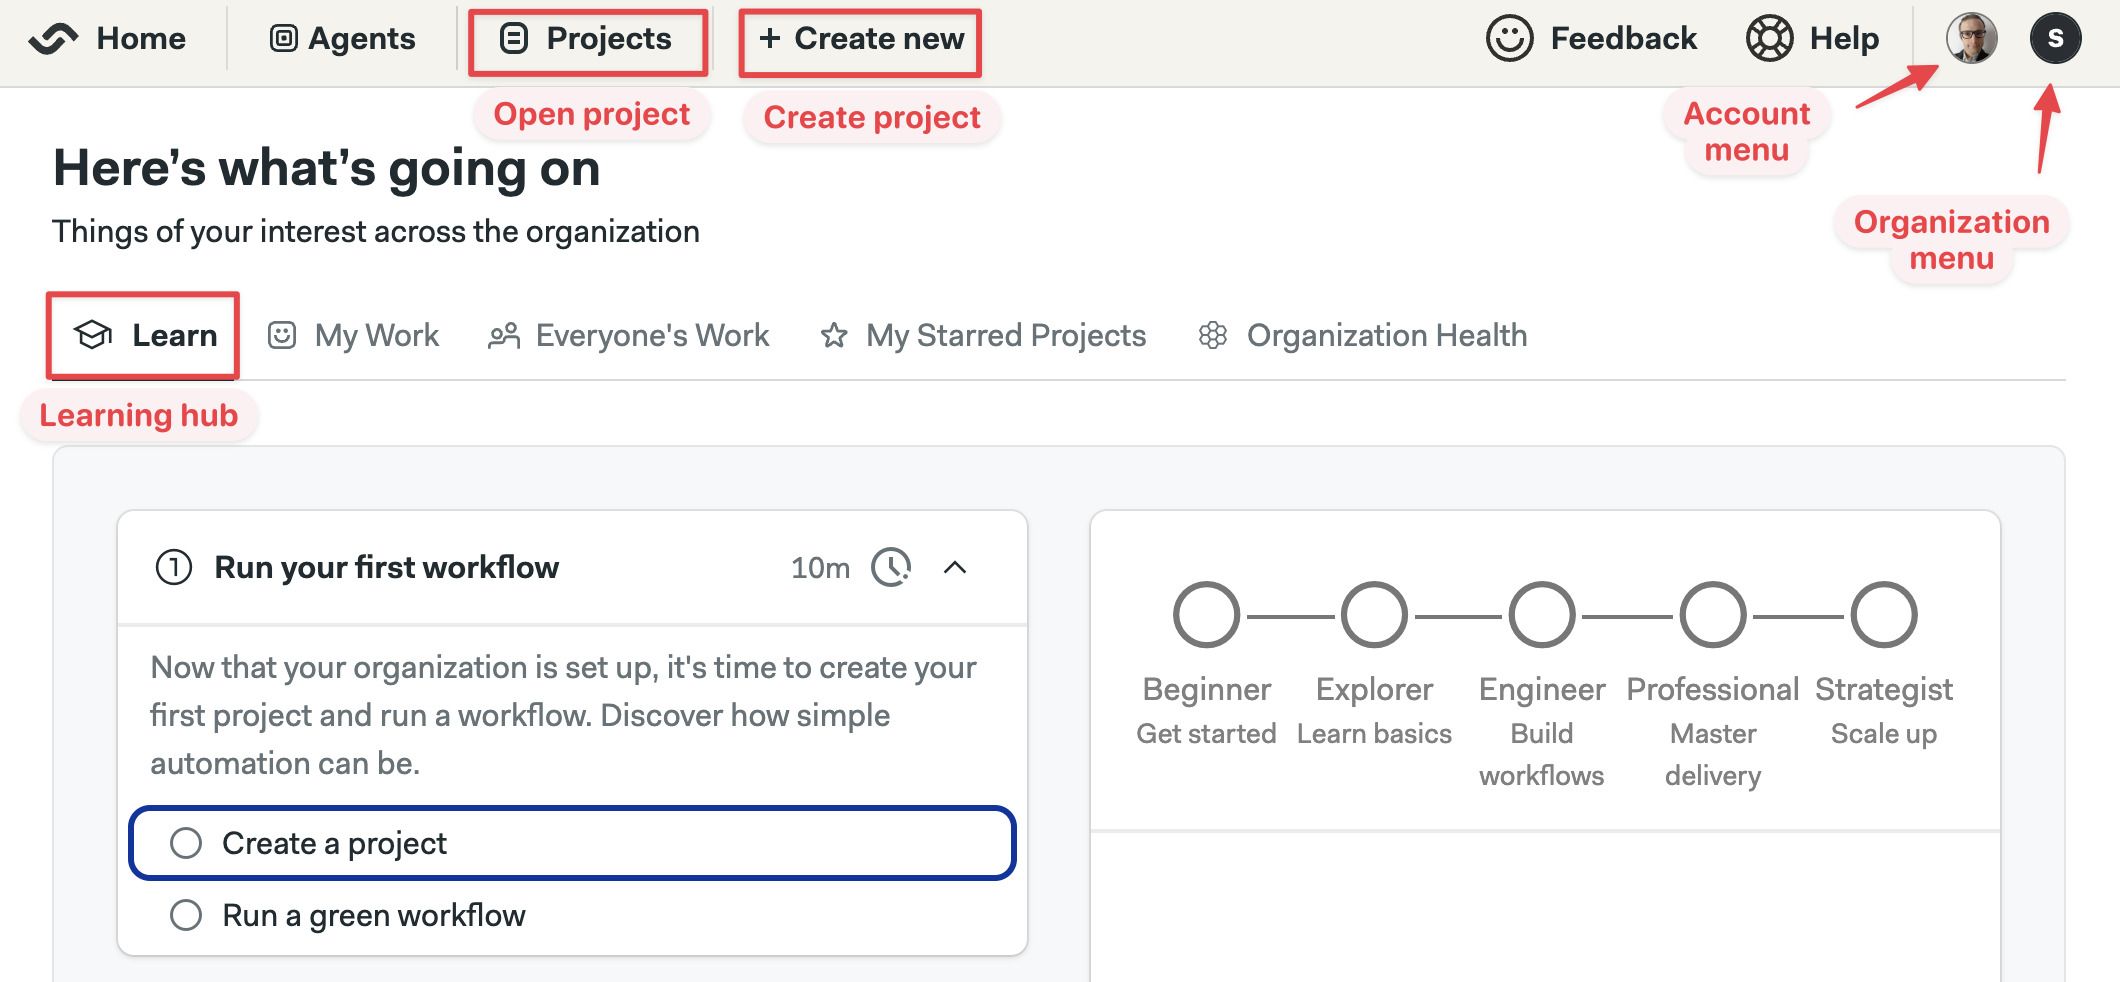 Home
Agents
Projects
+ Create new
Feedback
Help
S
Open project
Create project
Account
menu
Organization
menu
Here's what's going on
Things of your interest across the organization
Learn
My Work
Everyone's Work
My Starred Projects
Organization Health
Learning hub
1 Run your first workflow
10m
Now that your organization is set up, it's time to create your
first project and run a workflow. Discover how simple
automation can be.
Create a project
Run a green workflow
Beginner
Get started
Explorer
Learn basics
Engineer
Build
workflows
Professional
Master
delivery
Strategist
Scale up